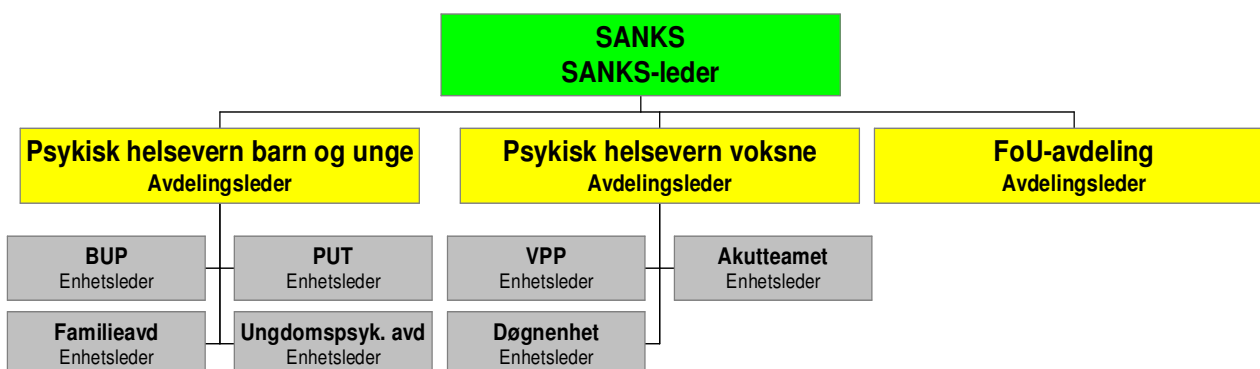 SANKS
SANKS-leder
Psykisk helsevern barn og unge
Avdelingsleder
Psykisk helsevern voksne
Avdelingsleder
FoU-avdeling
Avdelingsleder
BUP
Enhetsleder
PUT
Enhetsleder
VPP
Enhetsleder
Akutteamet
Enhetsleder
Familieavd
Enhetsleder
Ungdomspsyk. avd
Enhetsleder
Døgnenhet
Enhetsleder